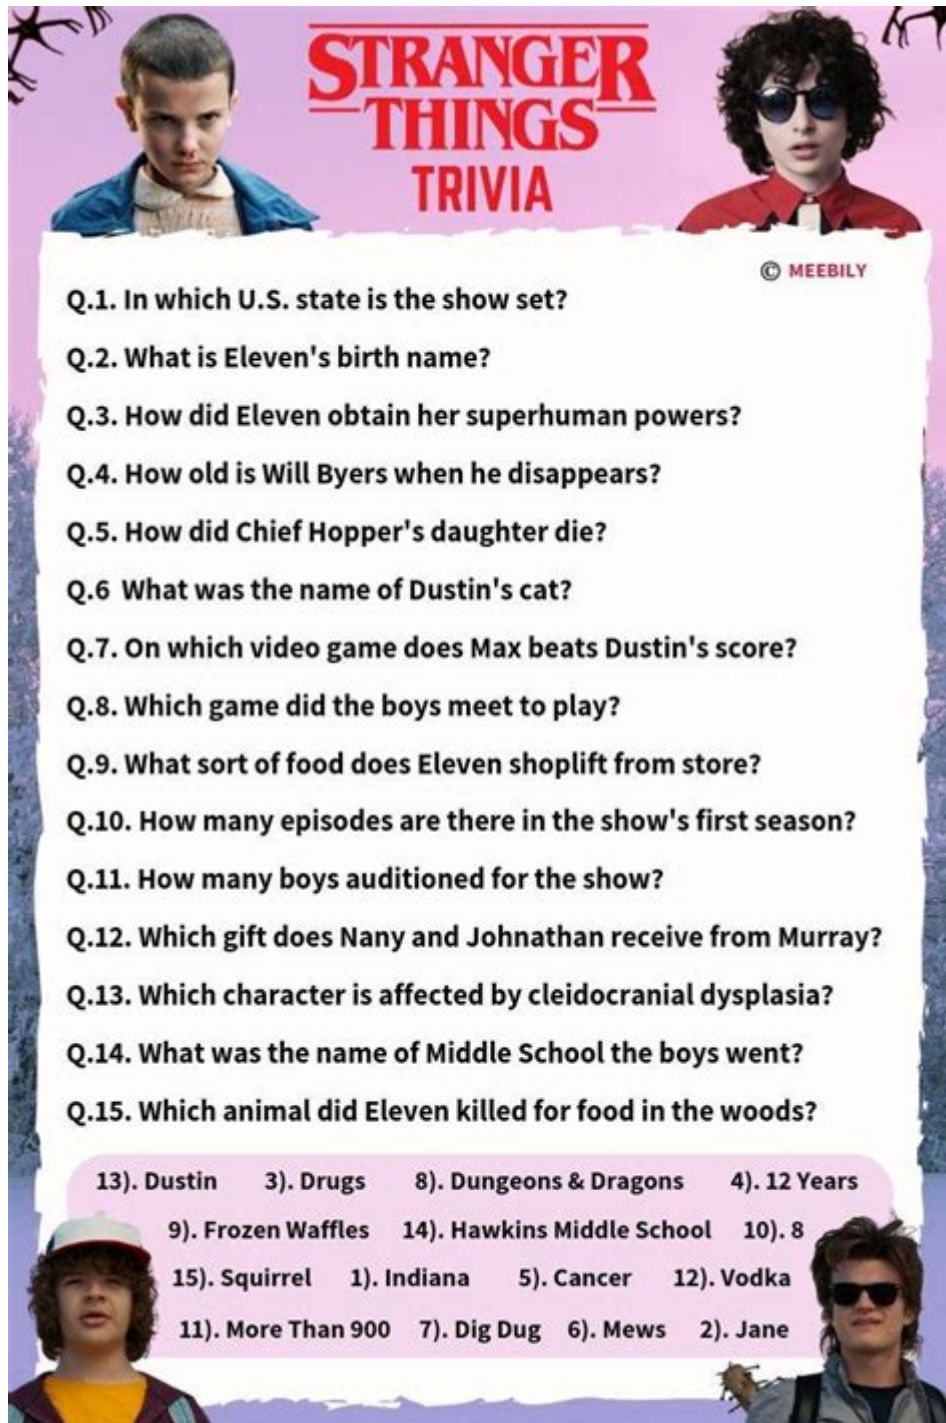 STRANGER
THINGS
TRIVIA
© MEEBILY
Q.1. In which U.S. state is the show set?
Q.2. What is Eleven's birth name?
Q.3. How did Eleven obtain her superhuman powers?
Q.4. How old is Will Byers when he disappears?
Q.5. How did Chief Hopper's daughter die?
Q.6 What was the name of Dustin's cat?
Q.7. On which video game does Max beats Dustin's score?
Q.8. Which game did the boys meet to play?
Q.9. What sort of food does Eleven shoplift from store?
Q.10. How many episodes are there in the show's first season?
Q.11. How many boys auditioned for the show?
Q.12. Which gift does Nany and Johnathan receive from Murray?
Q.13. Which character is affected by cleidocranial dysplasia?
Q.14. What was the name of Middle School the boys went?
Q.15. Which animal did Eleven killed for food in the woods?
13). Dustin 3). Drugs 8). Dungeons & Dragons 4). 12 Years
9). Frozen Waffles 14). Hawkins Middle School 10). 8
15). Squirrel 1). Indiana 5). Cancer 12). Vodka
11). More Than 900 7). Dig Dug 6). Mews 2). Jane